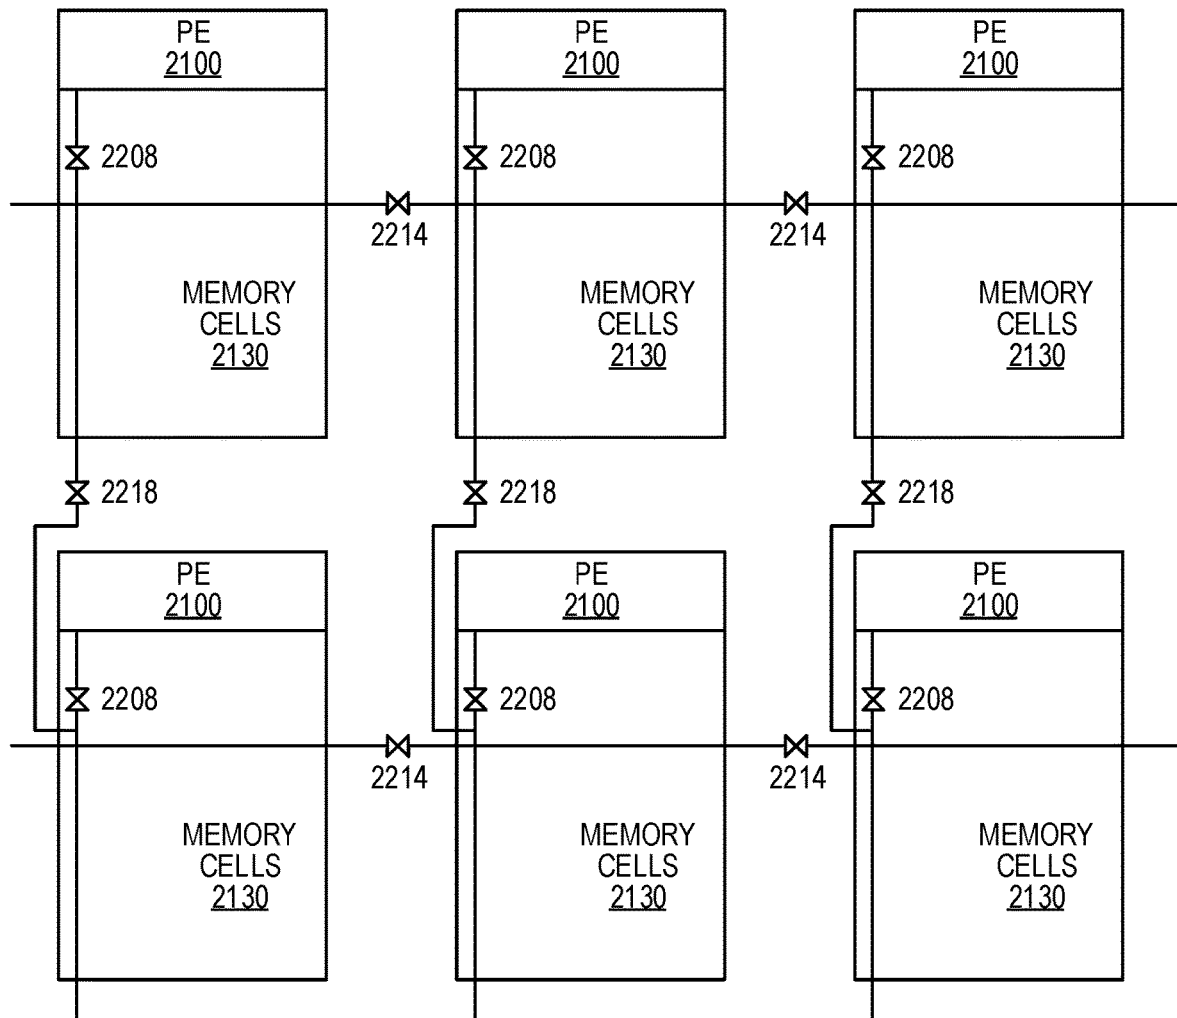 PE PE PE
2100 2100 2100
2208 2208 2208
2214 2214
MEMORY MEMORY MEMORY
CELLS CELLS CELLS
2130 2130 2130
2218 2218 2218
PE PE PE
2100 2100 2100
2208 2208 2208
2214 2214
MEMORY MEMORY MEMORY
CELLS CELLS CELLS
2130 2130 2130